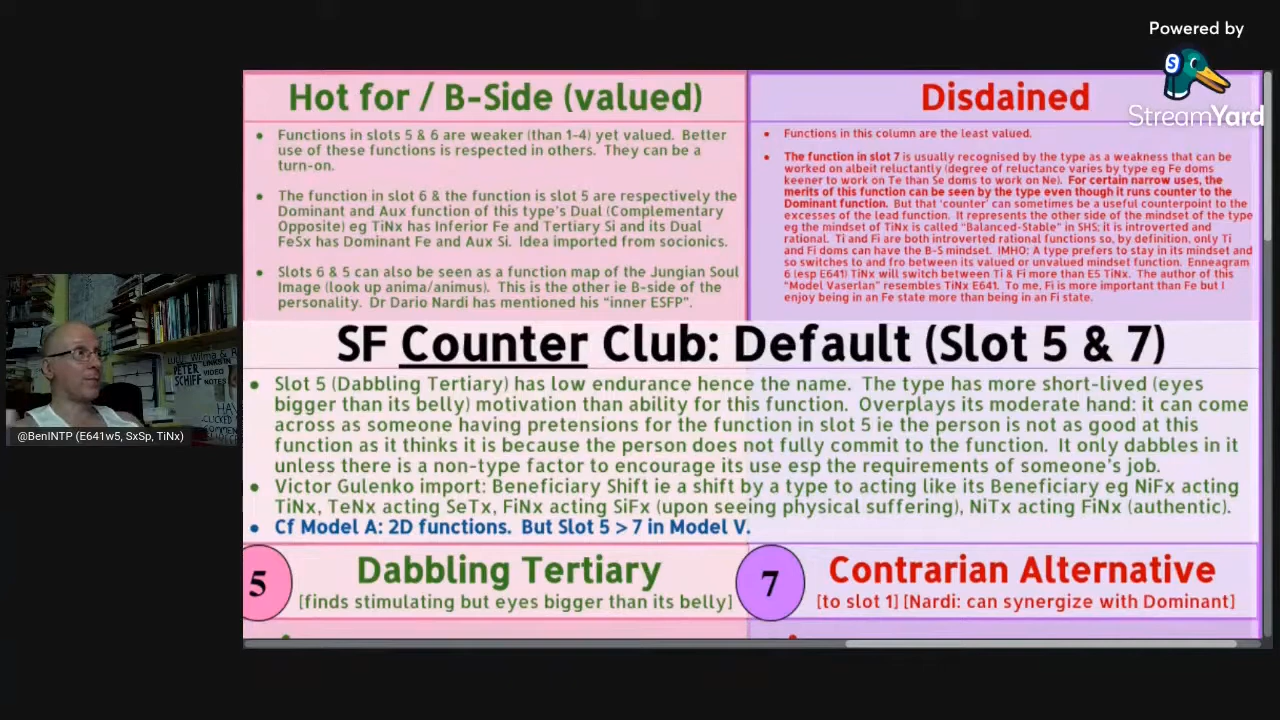 Powered by
S
StreamYard
Hot for / B-Side (valued)
Functions in slots 5 & 6 are weaker (than 1-4) yet valued. Better
use of these functions is respected in others. They can be a
turn-on.
The function in slot 6 & the function is slot 5 are respectively the
Dominant and Aux function of this type's Dual (Complementary
Opposite) eg TiNx has Inferior Fe and Tertiary Si and its Dual
FeSx has Dominant Fe and Aux Si. Idea imported from socionics.
Slots 6 & 5 can also be seen as a function map of the Jungian Soul
Image (look up anima/animus). This is the other ie B-side of the
personality. Dr Dario Nardi has mentioned his "inner ESFP".
Disdained
Functions in this column are the least valued.
The function in slot 7 is usually recognised by the type as a weakness that can be
worked on albeit reluctantly (degree of reluctance varies by type eg Fe doms
keener to work on Te than Se doms to work on Ne). For certain narrow uses, the
merits of this function can be seen by the type even though it runs counter to the
Dominant function. But that 'counter' can sometimes be a useful counterpoint to the
excesses of the lead function. It represents the other side of the mindset of the type
eg the mindset of TiNx is called "Balanced-Stable" in SHS; it is introverted and
rational. Ti and Fi are both introverted rational functions so, by definition, only Ti
and Fi doms can have the B-S mindset. IMHO: A type prefers to stay in its mindset and
so switches to and fro between its valued or unvalued mindset function. Enneagram
6 (esp E641) TiNx will switch between Ti & Fi more than E5 TiNx. The author of this
"Model Vaserlan" resembles TiNx E641. To me, Fi is more important than Fe but I
enjoy being in an Fe state more than being in an Fi state.
SF Counter Club: Default (Slot 5 & 7)
Slot 5 (Dabbling Tertiary) has low endurance hence the name. The type has more short-lived (eyes
bigger than its belly) motivation than ability for this function. Overplays its moderate hand: it can come
across as someone having pretensions for the function in slot 5 ie the person is not as good at this
function as it thinks it is because the person does not fully commit to the function. It only dabbles in it
unless there is a non-type factor to encourage its use esp the requirements of someone's job.
Victor Gulenko import: Beneficiary Shift ie a shift by a type to acting like its Beneficiary eg NiFx acting
TiNx, TeNx acting SeTx, FiNx acting SiFx (upon seeing physical suffering), NiTx acting FiNx (authentic).
Cf Model A: 2D functions. But Slot 5 > 7 in Model V.
5
Dabbling Tertiary
[finds stimulating but eyes bigger than its belly]
7
Contrarian Alternative
[to slot 1] [Nardi: can synergize with Dominant]
PETER
SCHIFF
LINKS IN
VIDEO
NOTES
HAV
CLICKED
@BenINTP (E641w5, SxSp, TiNx)